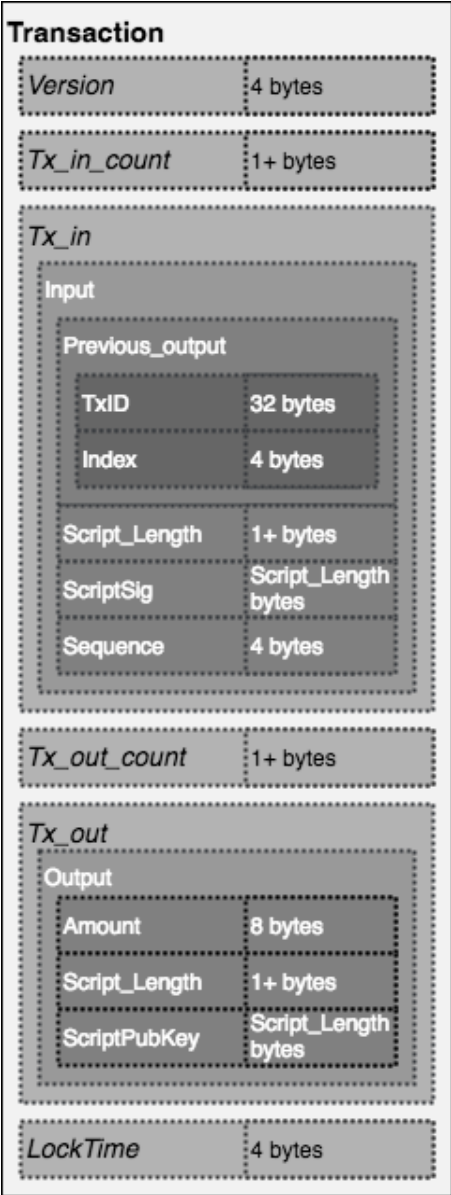 Transaction
Version 4 bytes
Tx_in_count 1+ bytes
Tx_in
Input
Previous_output
TxID 32 bytes
Index 4 bytes
Script_Length 1+ bytes
ScriptSig Script_Length
bytes
Sequence 4 bytes
Tx_out_count 1+ bytes
Tx_out
Output
Amount 8 bytes
Script_Length 1+ bytes
ScriptPubKey Script_Length
bytes
LockTime 4 bytes